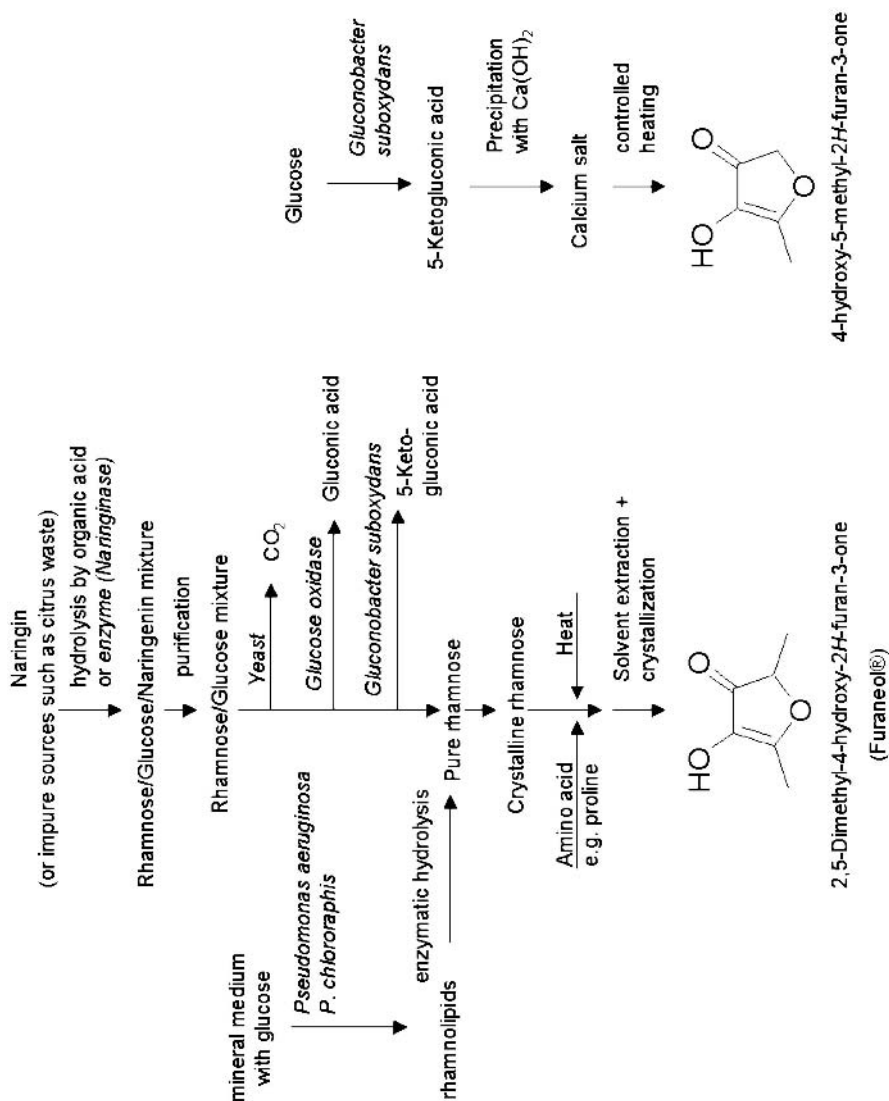 Naringin
(or impure sources such as citrus waste)
hydrolysis by organic acid
or enzyme (Naringinase)
Rhamnose/Glucose/Naringenin mixture
purification
Rhamnose/Glucose mixture
Yeast
CO2
Glucose oxidase
Gluconic acid
Gluconobacter suboxydans
5-Keto-
gluconic acid
mineral medium
with glucose
Pseudomonas aeruginosa
P. chlororaphis
rhamnolipids
enzymatic hydrolysis
Pure rhamnose
Crystalline rhamnose
Amino acid
e.g. proline
Heat
Solvent extraction +
crystallization
HO
O
O
2,5-Dimethyl-4-hydroxy-2H-furan-3-one
(Furaneol®)
Glucose
Gluconobacter
suboxydans
5-Ketogluconic acid
Precipitation
with Ca(OH)2
Calcium salt
controlled
heating
HO
O
O
4-hydroxy-5-methyl-2H-furan-3-one